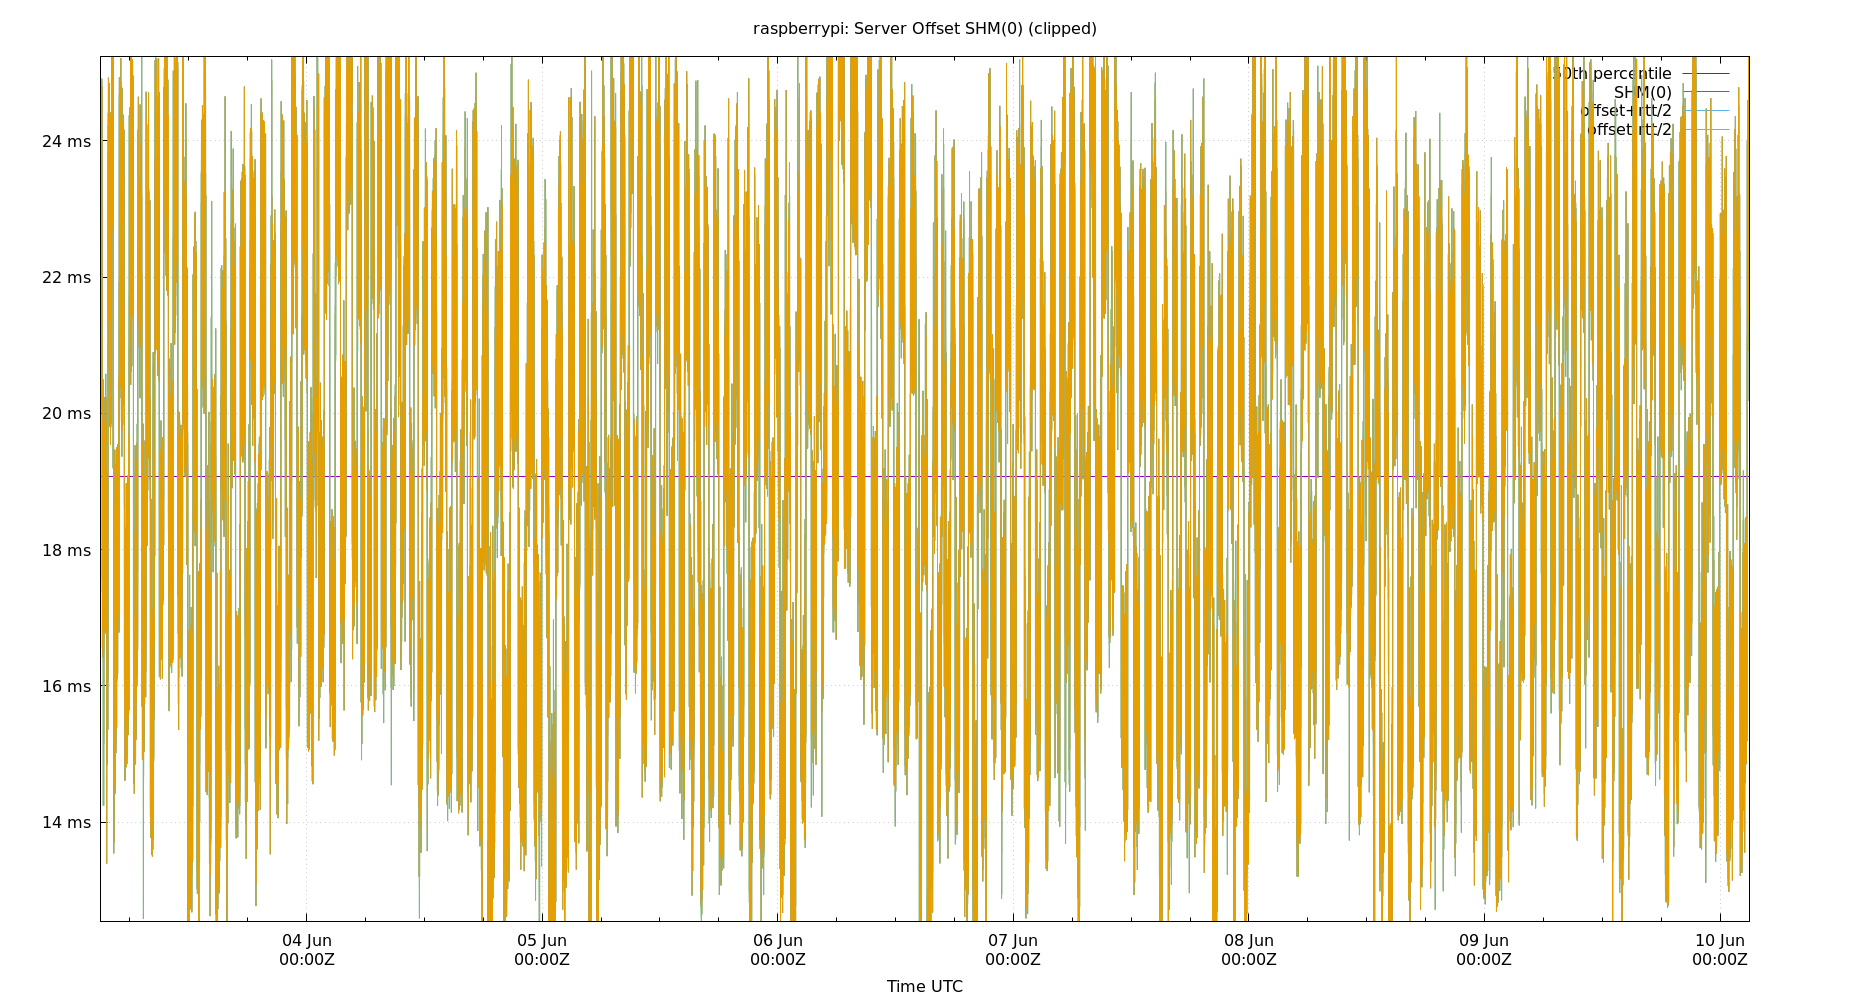 raspberrypi: Server Offset SHM(0) (clipped)
50th percentile
SHM(0)
offset+rtt/2
offset-rtt/2
24 ms
22 ms
20 ms
18 ms
16 ms
14 ms
04 Jun 05 Jun 06 Jun 07 Jun 08 Jun 09 Jun 10 Jun
00:00Z 00:00Z 00:00Z 00:00Z 00:00Z 00:00Z 00:00Z
Time UTC